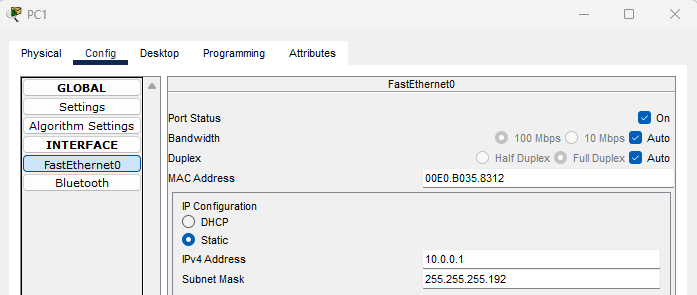 PC1
Physical Config Desktop Programming Attributes
GLOBAL
Settings
Algorithm Settings
INTERFACE
FastEthernet0
Bluetooth
FastEthernet0
Port Status On
Bandwidth 100 Mbps 10 Mbps Auto
Duplex Half Duplex Full Duplex Auto
MAC Address 00E0.B035.8312
IP Configuration
DHCP
Static
IPv4 Address 10.0.0.1
Subnet Mask 255.255.255.192